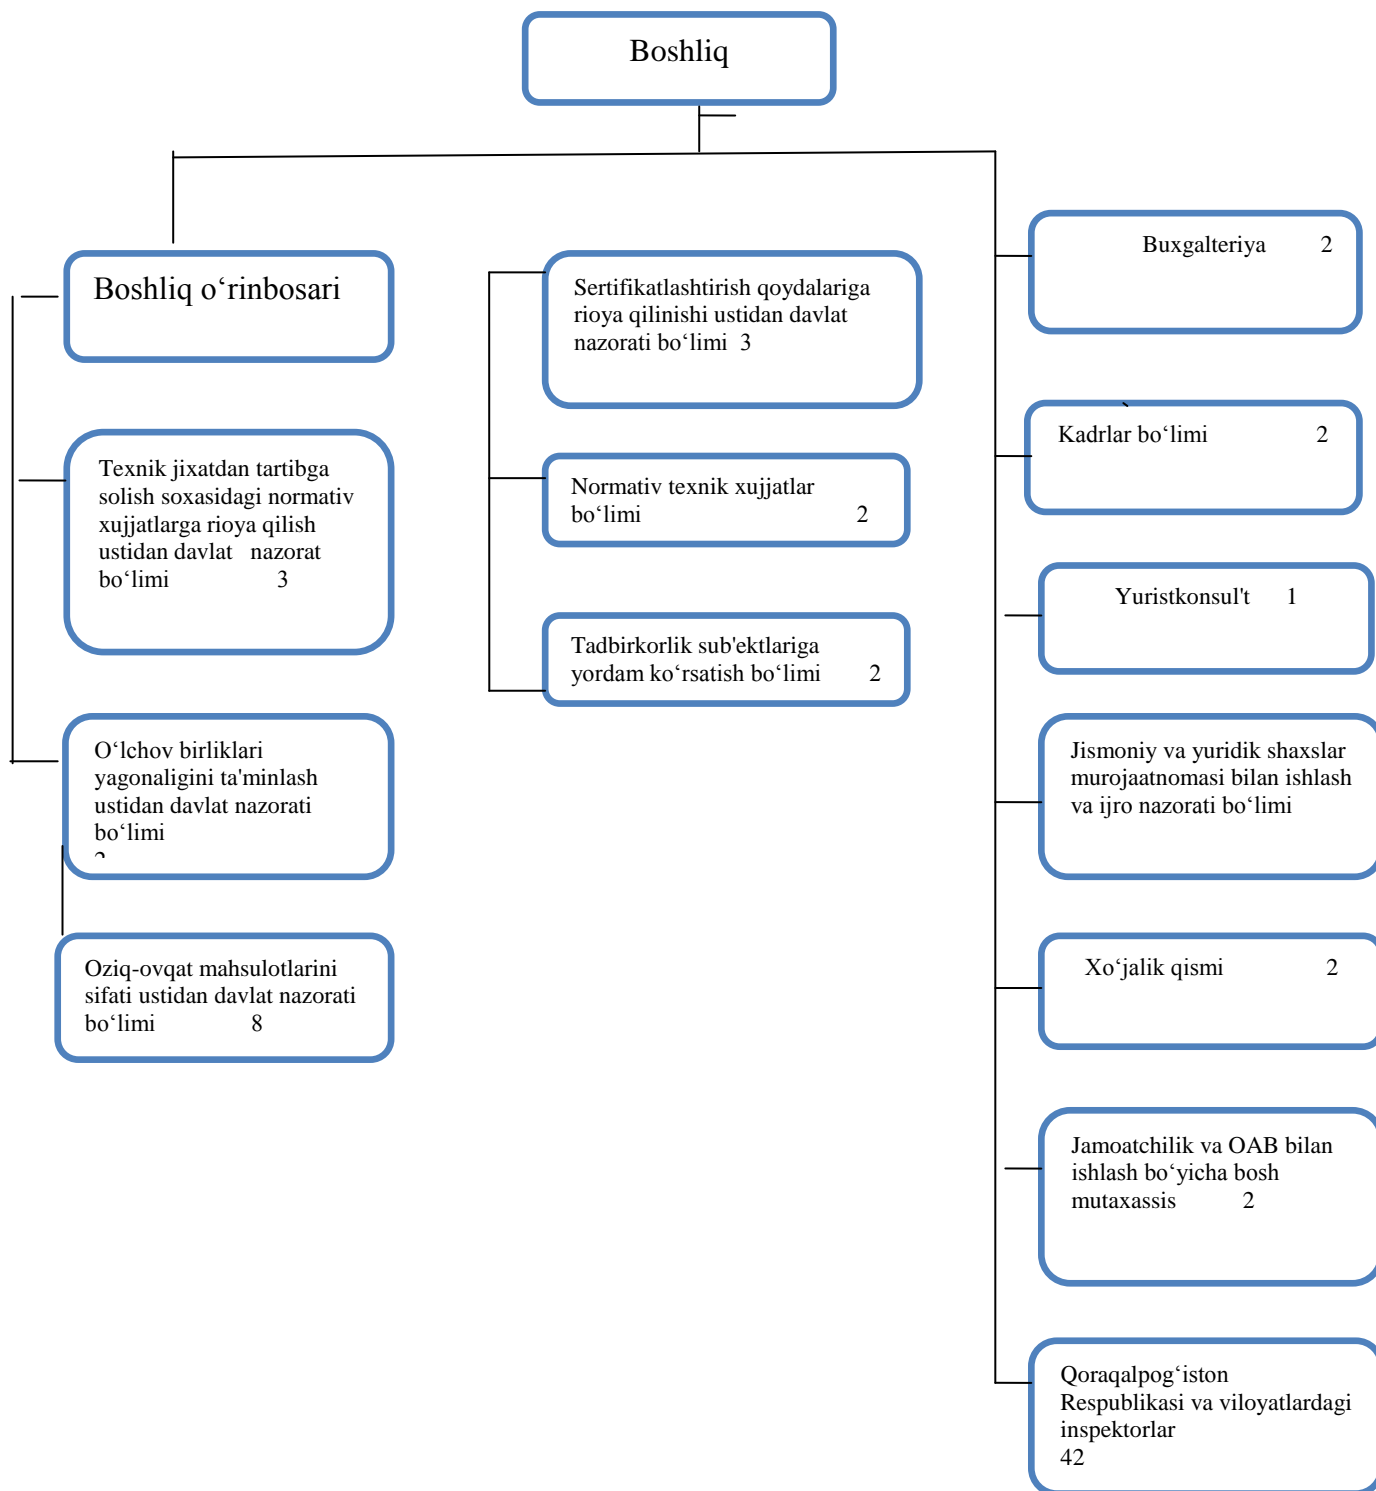 Boshliq
Boshliq o‘rinbosari
Texnik jixatdan tartibga
solish soxasidagi normativ
xujjatlarga rioya qilish
ustidan davlat nazorat
bo‘limi 3
O‘lchov birliklari
yagonaligini ta'minlash
ustidan davlat nazorati
bo‘limi
Oziq-ovqat mahsulotlarini
sifati ustidan davlat nazorati
bo‘limi 8
Sertifikatlashtirish qoydalariga
rioya qilinishi ustidan davlat
nazorati bo‘limi 3
Normativ texnik xujjatlar
bo‘limi 2
Tadbirkorlik sub'ektlariga
yordam ko‘rsatish bo‘limi 2
Buxgalteriya 2
Kadrlar bo‘limi 2
Yuristkonsul't 1
Jismoniy va yuridik shaxslar
murojaatnomasi bilan ishlash
va ijro nazorati bo‘limi
Xo‘jalik qismi 2
Jamoatchilik va OAB bilan
ishlash bo‘yicha bosh
mutaxassis 2
Qoraqalpog‘iston
Respublikasi va viloyatlardagi
inspektorlar
42